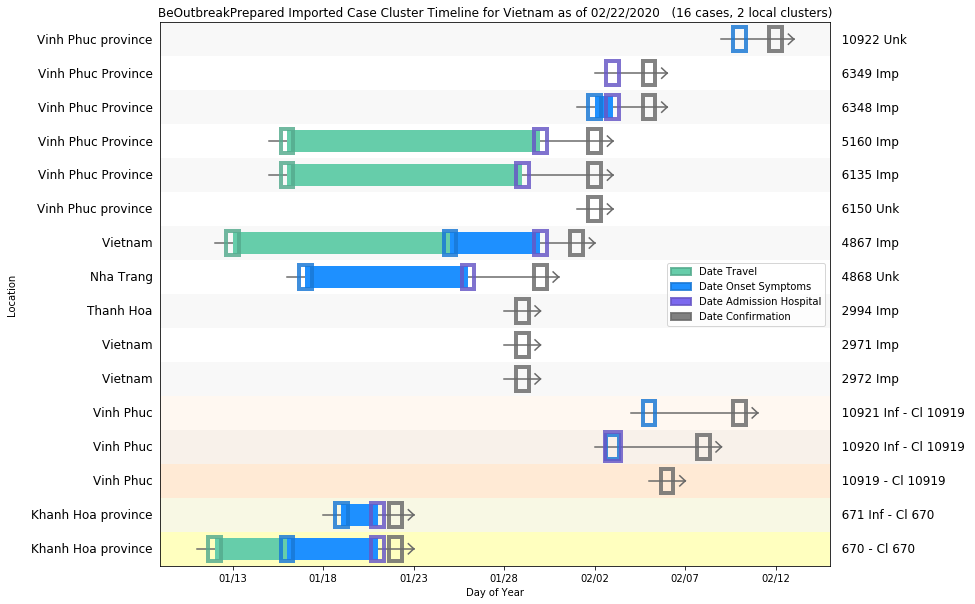 BeOutbreakPrepared Imported Case Cluster Timeline for Vietnam as of 02/22/2020 (16 cases, 2 local clusters)
Vinh Phuc province 10922 Unk
Vinh Phuc Province 6349 Imp
Vinh Phuc Province 6348 Imp
Vinh Phuc Province 5160 Imp
Vinh Phuc Province 6135 Imp
Vinh Phuc province 6150 Unk
Vietnam 4867 Imp
Nha Trang 4868 Unk
Thanh Hoa 2994 Imp
Vietnam 2971 Imp
Vietnam 2972 Imp
Vinh Phuc 10921 Inf - Cl 10919
Vinh Phuc 10920 Inf - Cl 10919
Vinh Phuc 10919 - Cl 10919
Khanh Hoa province 671 Inf - Cl 670
Khanh Hoa province 670 - Cl 670
Location
Date Travel
Date Onset Symptoms
Date Admission Hospital
Date Confirmation
01/13 01/18 01/23 01/28 02/02 02/07 02/12
Day of Year